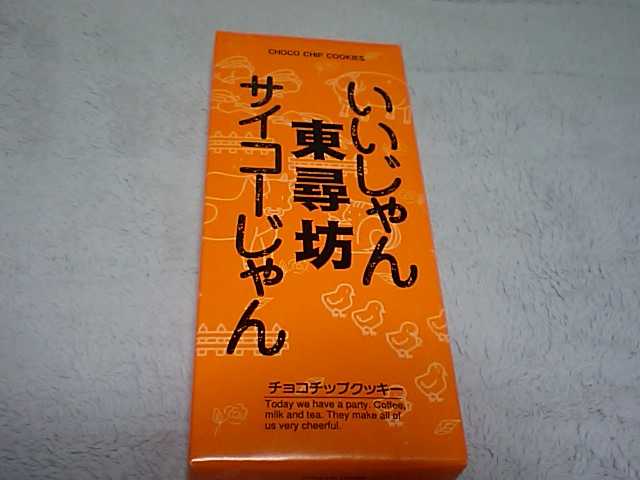 CHOCO CHIP COOKIES
いいじゃん
東尋坊
サイコーじゃん
チョコチップクッキー
Today we have a party. Coffee,
milk and tea. They make all of
us very cheerful.